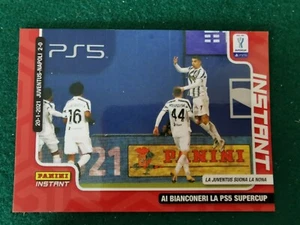 20-1-2021 JUVENTUS-NAPOLI 2-0
PS5
16
44
21
INSTANT
LA JUVENTUS SUONA LA NONA
PANINI
INSTANT
AI BIANCONERI LA PS5 SUPERCUP